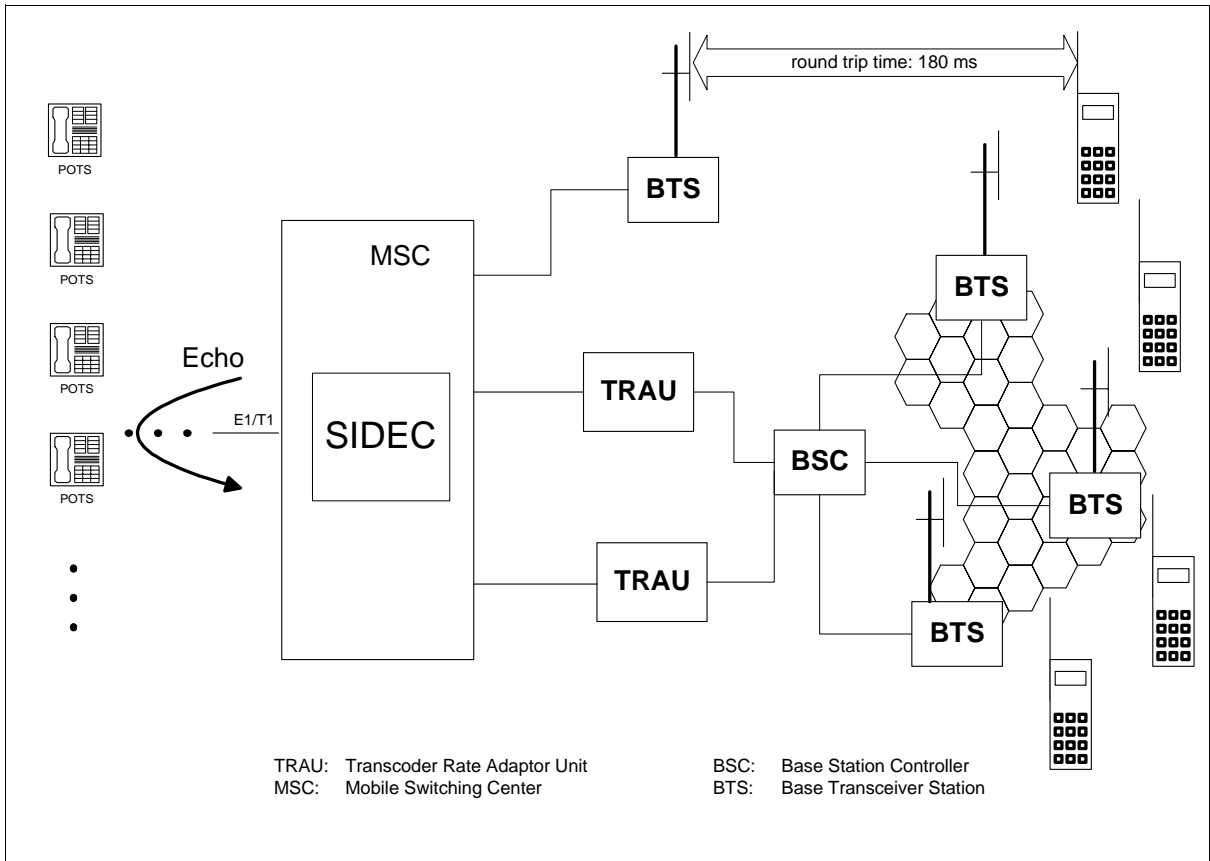 round trip time: 180 ms
POTS
BTS
POTS
MSC
BTS
POTS
Echo
TRAU
E1/T1
SIDEC
BSC
POTS
BTS
TRAU
BTS
TRAU: Transcoder Rate Adaptor Unit
BSC: Base Station Controller
MSC: Mobile Switching Center
BTS: Base Transceiver Station